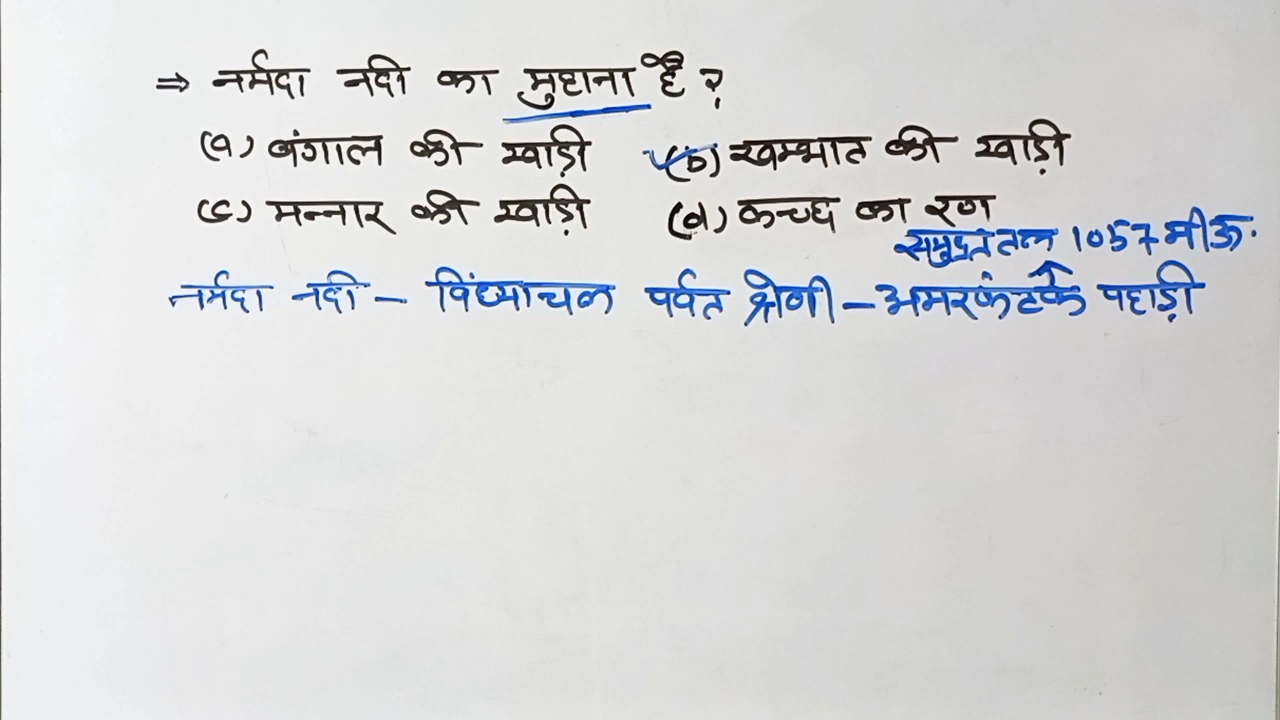 ⇒ नर्मदा नदी का मुहाना है ?
(a) बंगाल की खाड़ी (b) खम्भात की खाड़ी
(c) मन्नार की खाड़ी (d) कच्छ का रण
समुद्रतल 1057 मी ऊ.
नर्मदा नदी – विंध्याचल पर्वत श्रेणी – अमरकंटक पहाड़ी